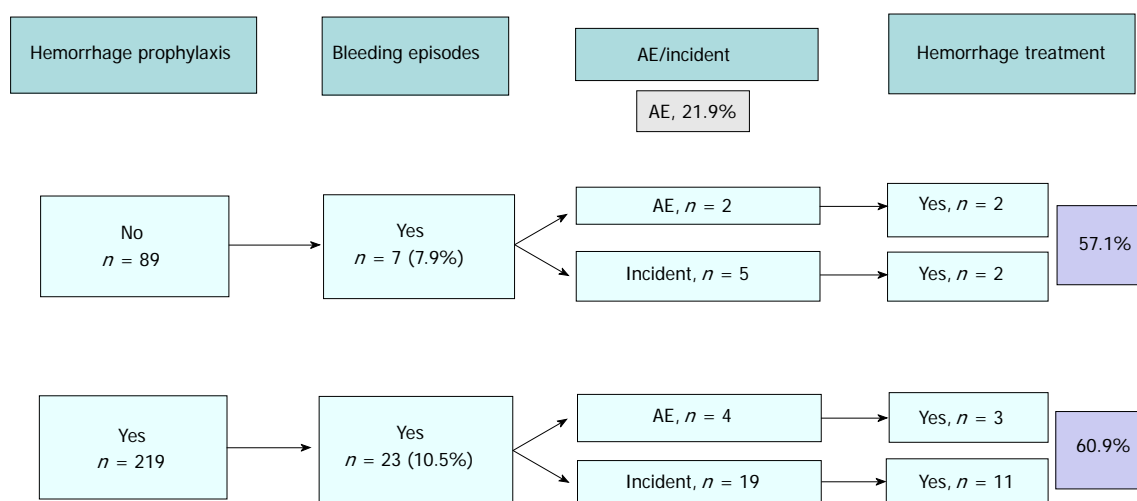 Hemorrhage prophylaxis
Bleeding episodes
AE/incident
Hemorrhage treatment
AE, 21.9%
No
n = 89
Yes
n = 7 (7.9%)
AE, n = 2
Incident, n = 5
Yes, n = 2
Yes, n = 2
57.1%
Yes
n = 219
Yes
n = 23 (10.5%)
AE, n = 4
Incident, n = 19
Yes, n = 3
Yes, n = 11
60.9%